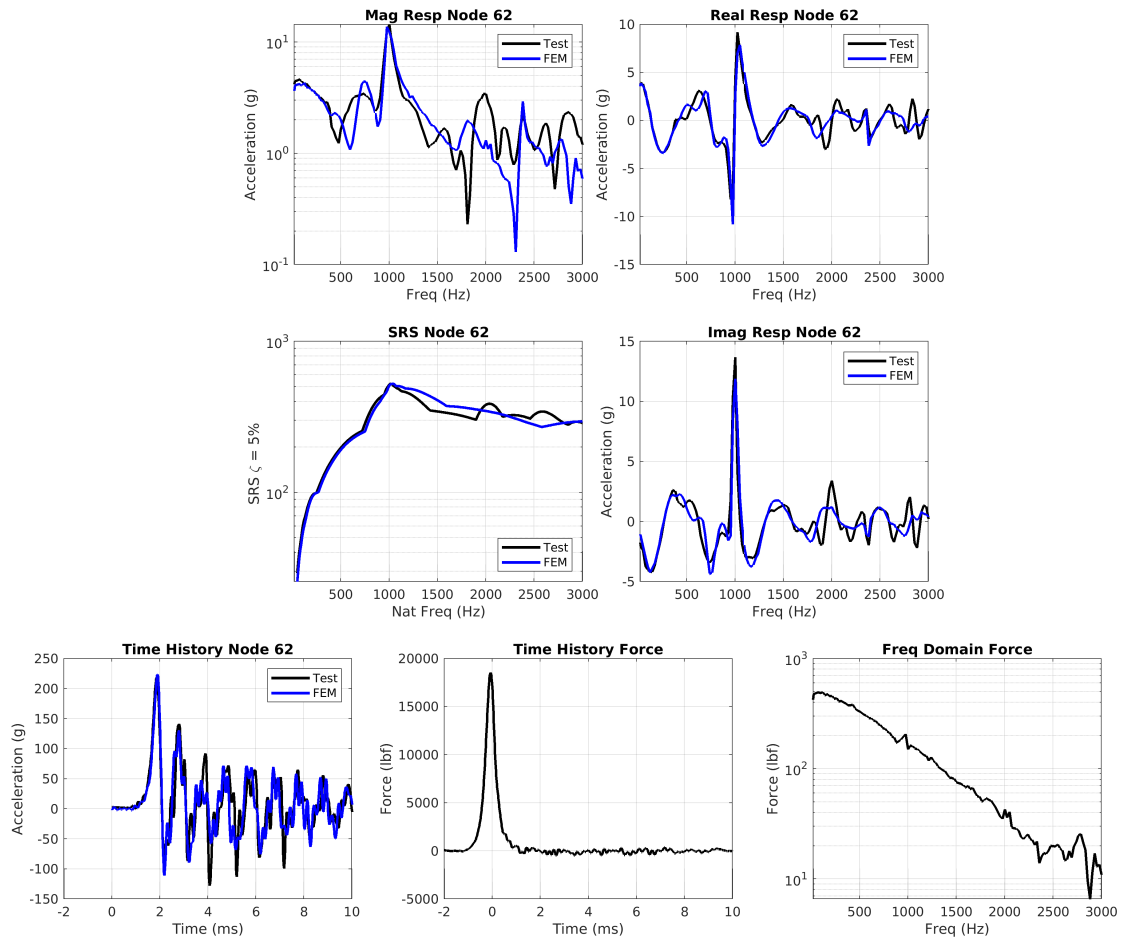 Mag Resp Node 62
Acceleration (g)
10^1
10^0
10^-1
500 1000 1500 2000 2500 3000
Freq (Hz)
Test
FEM
Real Resp Node 62
Acceleration (g)
10
5
0
-5
-10
-15
500 1000 1500 2000 2500 3000
Freq (Hz)
Test
FEM
SRS Node 62
SRS ζ = 5%
10^3
10^2
500 1000 1500 2000 2500 3000
Nat Freq (Hz)
Test
FEM
Imag Resp Node 62
Acceleration (g)
15
10
5
0
-5
500 1000 1500 2000 2500 3000
Freq (Hz)
Test
FEM
Time History Node 62
Acceleration (g)
250
200
150
100
50
0
-50
-100
-150
-2 0 2 4 6 8 10
Time (ms)
Test
FEM
Time History Force
Force (lbf)
20000
15000
10000
5000
0
-5000
-2 0 2 4 6 8 10
Time (ms)
Freq Domain Force
Force (lbf)
10^3
10^2
10^1
500 1000 1500 2000 2500 3000
Freq (Hz)